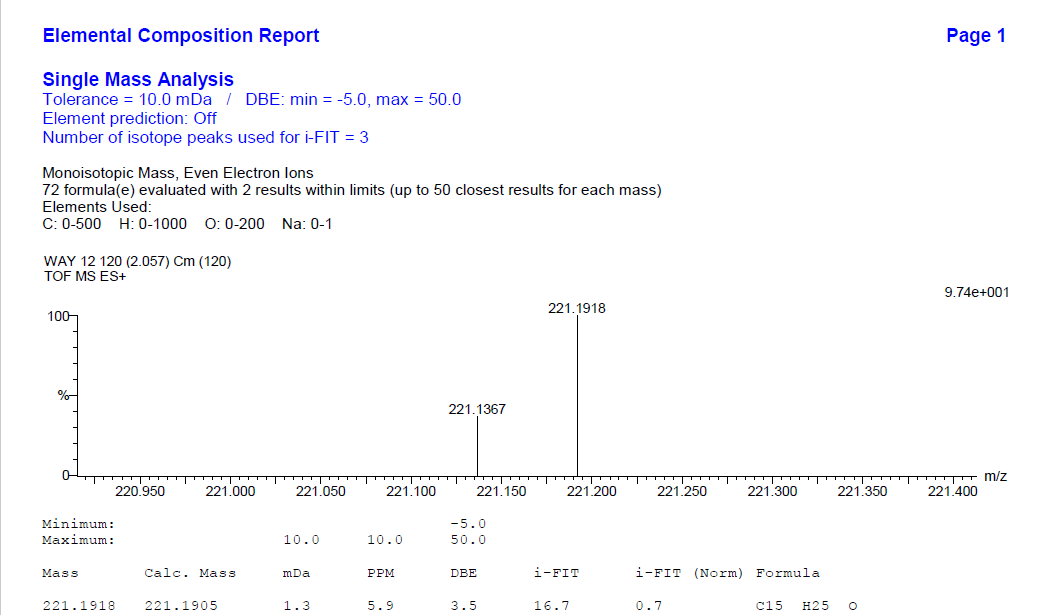 Elemental Composition Report Page 1
Single Mass Analysis
Tolerance = 10.0 mDa / DBE: min = -5.0, max = 50.0
Element prediction: Off
Number of isotope peaks used for i-FIT = 3
Monoisotopic Mass, Even Electron Ions
72 formula(e) evaluated with 2 results within limits (up to 50 closest results for each mass)
Elements Used:
C: 0-500 H: 0-1000 O: 0-200 Na: 0-1
WAY 12 120 (2.057) Cm (120)
TOF MS ES+
9.74e+001
221.1918
100
%
221.1367
0
m/z
220.950 221.000 221.050 221.100 221.150 221.200 221.250 221.300 221.350 221.400
Minimum: -5.0
Maximum: 10.0 10.0 50.0
Mass Calc. Mass mDa PPM DBE i-FIT i-FIT (Norm) Formula
221.1918 221.1905 1.3 5.9 3.5 16.7 0.7 C15 H25 O